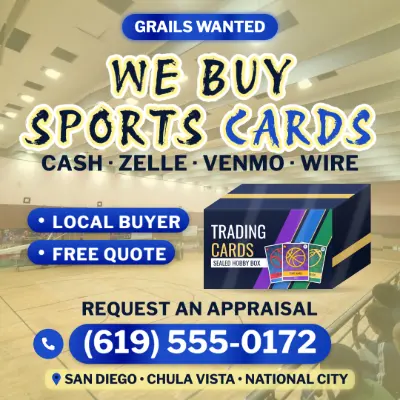 GRAILS WANTED
WE BUY
SPORTS CARDS
CASH · ZELLE · VENMO · WIRE
• LOCAL BUYER
• FREE QUOTE
TRADING
CARDS
SEALED HOBBY BOX
REQUEST AN APPRAISAL
(619) 555-0172
SAN DIEGO • CHULA VISTA • NATIONAL CITY